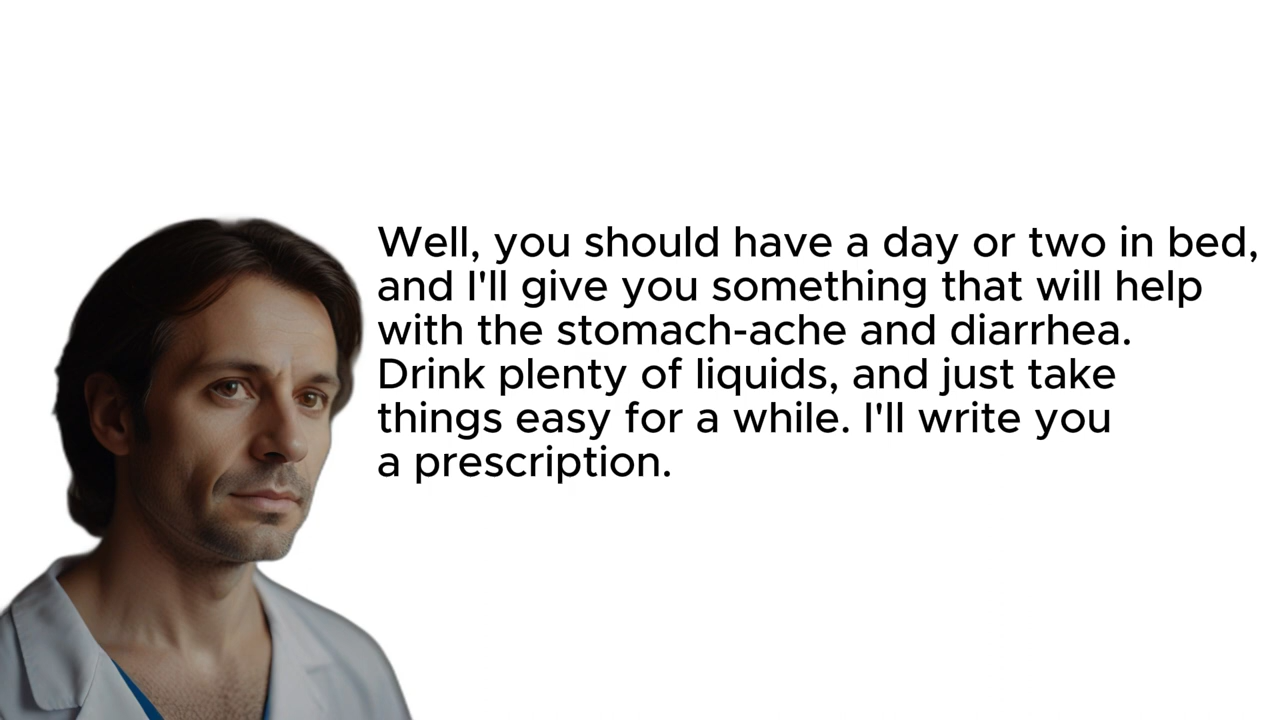 Well, you should have a day or two in bed,
and I'll give you something that will help
with the stomach-ache and diarrhea.
Drink plenty of liquids, and just take
things easy for a while. I'll write you
a prescription.